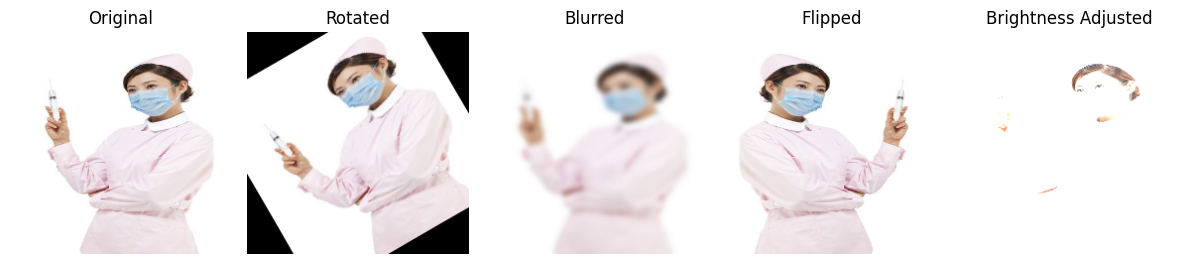 Original
Rotated
Blurred
Flipped
Brightness Adjusted